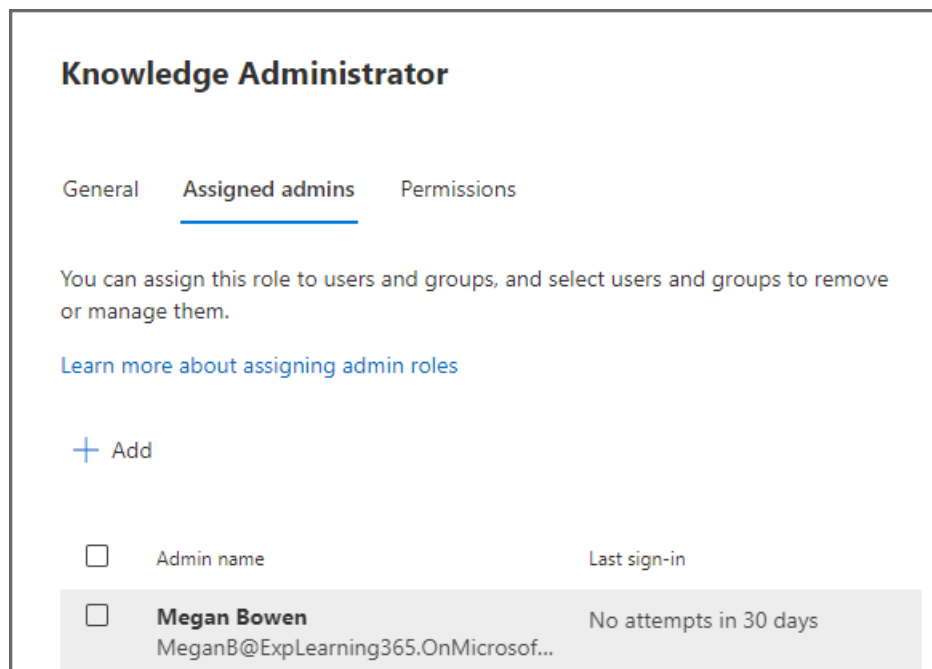 Knowledge Administrator
General Assigned admins Permissions
You can assign this role to users and groups, and select users and groups to remove
or manage them.
Learn more about assigning admin roles
+ Add
Admin name Last sign-in
Megan Bowen No attempts in 30 days
MeganB@ExpLearning365.OnMicrosof...